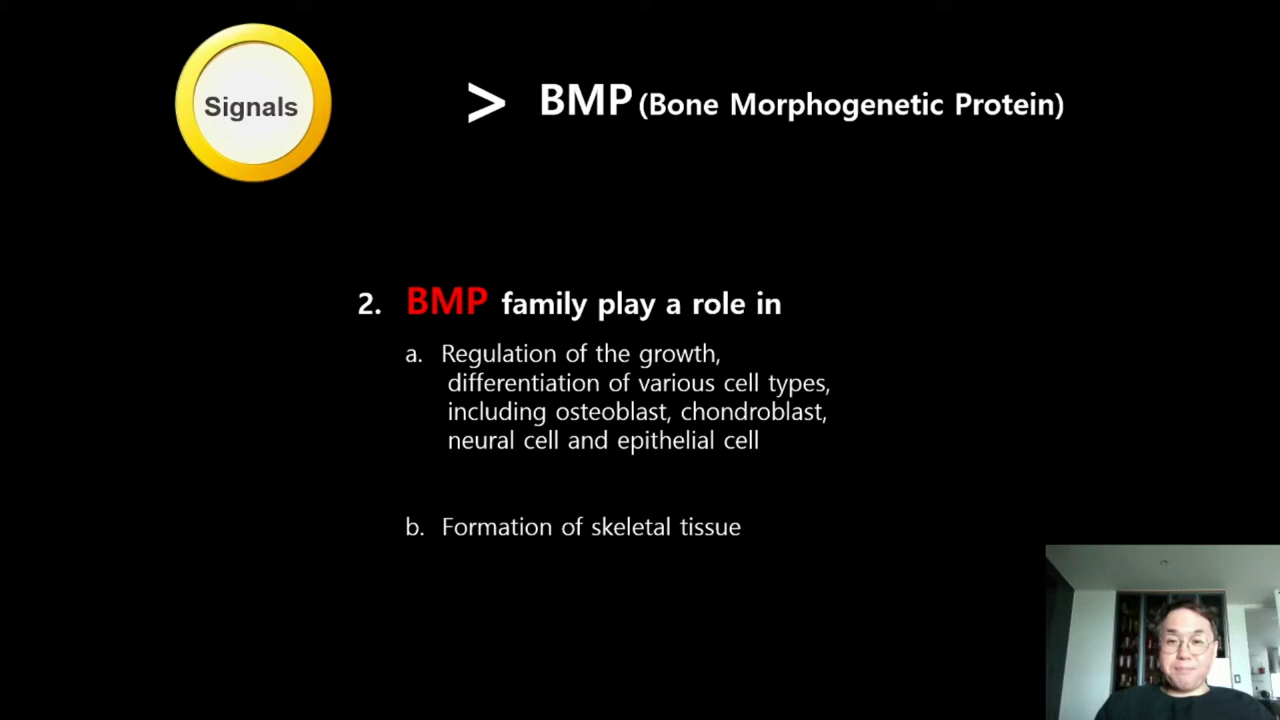 Signals
> BMP (Bone Morphogenetic Protein)
2. BMP family play a role in
a. Regulation of the growth,
differentiation of various cell types,
including osteoblast, chondroblast,
neural cell and epithelial cell
b. Formation of skeletal tissue